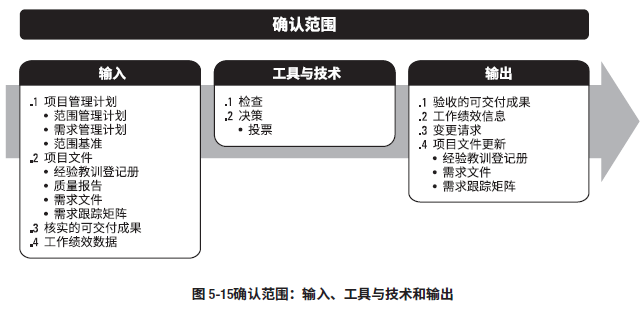 确认范围
输入
.1 项目管理计划
• 范围管理计划
• 需求管理计划
• 范围基准
.2 项目文件
• 经验教训登记册
• 质量报告
• 需求文件
• 需求跟踪矩阵
.3 核实的可交付成果
.4 工作绩效数据
工具与技术
.1 检查
.2 决策
• 投票
输出
.1 验收的可交付成果
.2 工作绩效信息
.3 变更请求
.4 项目文件更新
• 经验教训登记册
• 需求文件
• 需求跟踪矩阵
图 5-15确认范围：输入、工具与技术和输出